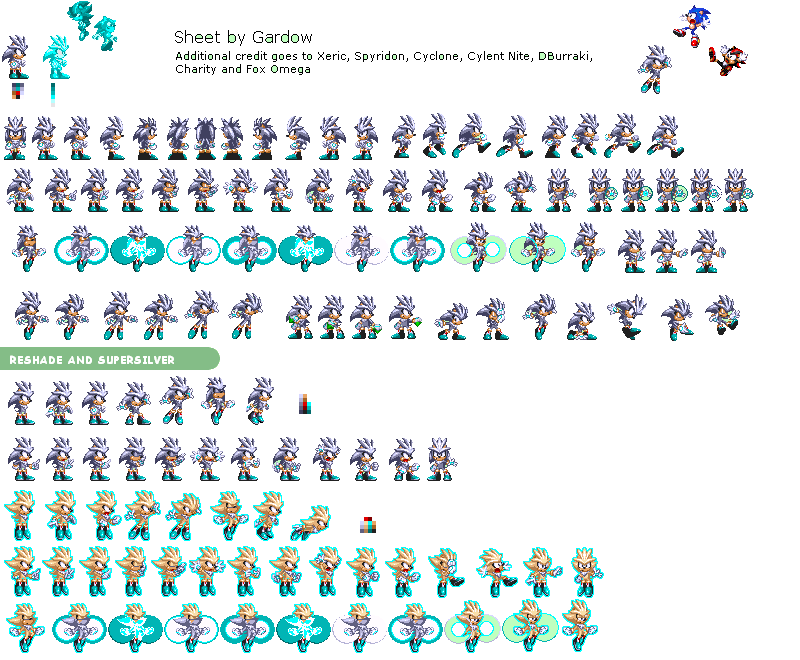 Sheet by Gardow
Additional credit goes to Xeric, Spyridon, Cyclone, Cylent Nite, DBurraki,
Charity and Fox Omega
RESHADE AND SUPERSILVER